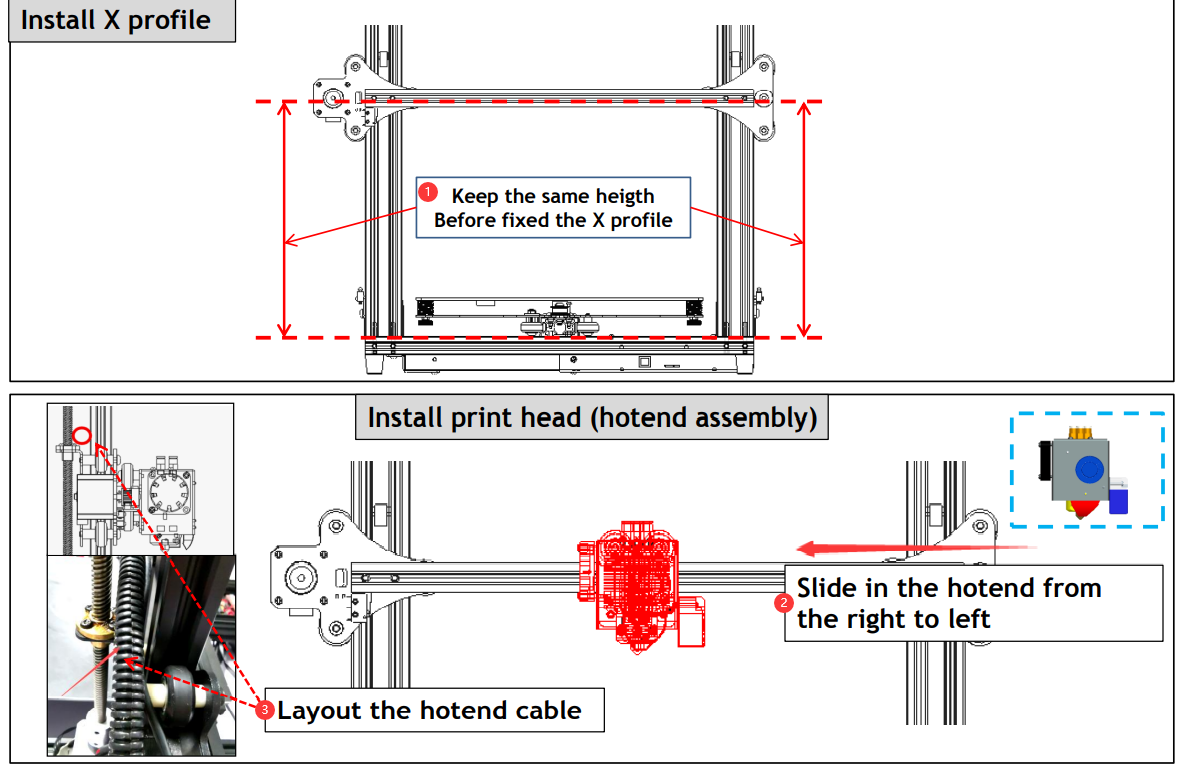 Install X profile
1
Keep the same heigth
Before fixed the X profile
Install print head (hotend assembly)
2
Slide in the hotend from
the right to left
3
Layout the hotend cable